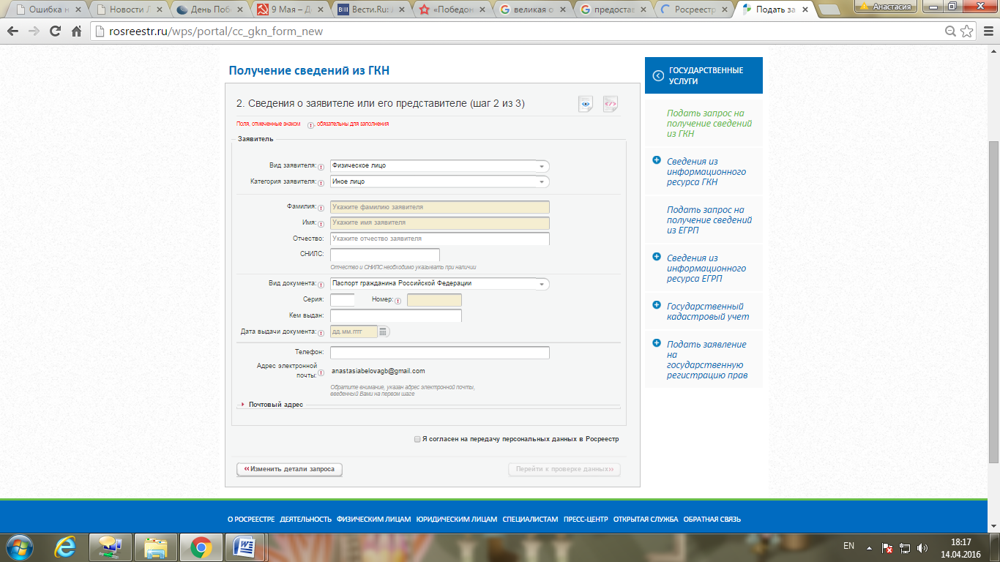 Ошибка н
Новости Л
День Побе
9 Мая – Д
Вести.Ru:
«Победон
великая о
предостав
Росреестр
Подать за
Анастасия
rosreestr.ru/wps/portal/cc_gkn_form_new
Получение сведений из ГКН
2. Сведения о заявителе или его представителе (шаг 2 из 3)
Поля, отмеченные знаком ! , обязательны для заполнения
Заявитель
Вид заявителя: ! Физическое лицо
Категория заявителя: ! Иное лицо
Фамилия: ! Укажите фамилию заявителя
Имя: ! Укажите имя заявителя
Отчество: Укажите отчество заявителя
СНИЛС:
Отчество и СНИЛС необходимо указывать при наличии
Вид документа: ! Паспорт гражданина Российской Федерации
Серия: Номер: !
Кем выдан:
Дата выдачи документа: ! дд.мм.гггг
Телефон:
Адрес электронной
почты: ! anastasiabelovagb@gmail.com
Обратите внимание, указан адрес электронной почты,
введенный Вами на первом шаге
Почтовый адрес
Я согласен на передачу персональных данных в Росреестр
Изменить детали запроса
Перейти к проверке данных
ГОСУДАРСТВЕННЫЕ
УСЛУГИ
Подать запрос на
получение сведений
из ГКН
Сведения из
информационного
ресурса ГКН
Подать запрос на
получение сведений
из ЕГРП
Сведения из
информационного
ресурса ЕГРП
Государственный
кадастровый учет
Подать заявление
на
государственную
регистрацию прав
О РОСРЕЕСТРЕ ДЕЯТЕЛЬНОСТЬ ФИЗИЧЕСКИМ ЛИЦАМ ЮРИДИЧЕСКИМ ЛИЦАМ СПЕЦИАЛИСТАМ ПРЕСС-ЦЕНТР ОТКРЫТАЯ СЛУЖБА ОБРАТНАЯ СВЯЗЬ
EN
18:17
14.04.2016